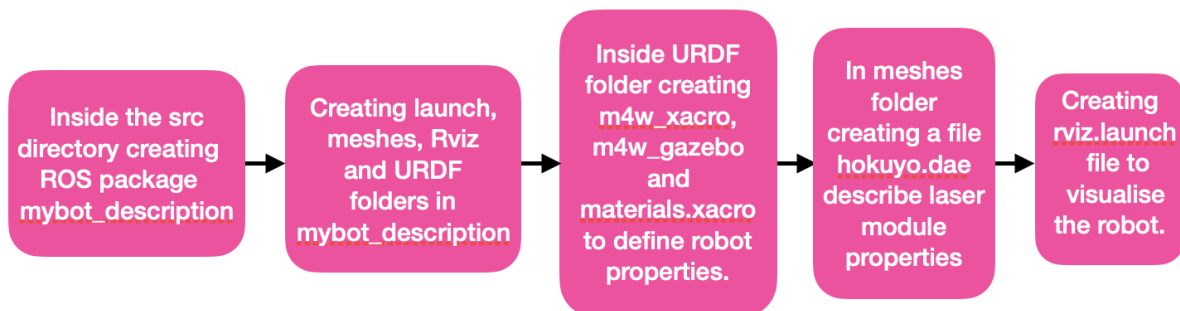 Inside the src
directory creating
ROS package
mybot_description
Creating launch,
meshes, Rviz
and URDF
folders in
mybot_description
Inside URDF
folder creating
m4w_xacro,
m4w_gazebo
and
materials.xacro
to define robot
properties.
In meshes
folder
creating a file
hokuyo.dae
describe laser
module
properties
Creating
rviz.launch
file to
visualise
the robot.